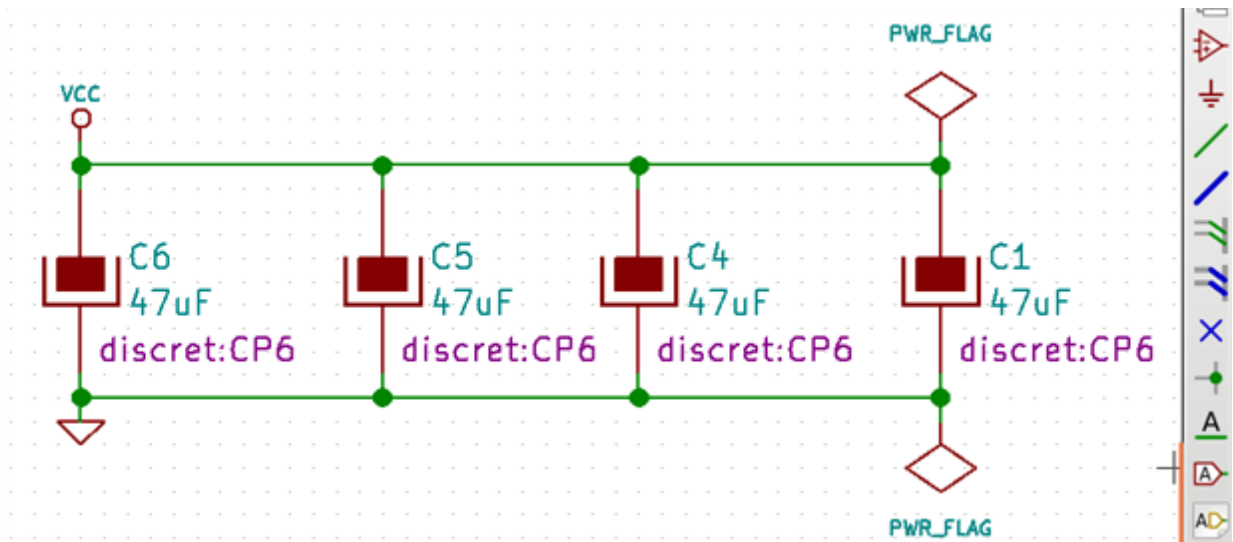 PWR_FLAG
VCC
C6
47uF
discret:CP6
C5
47uF
discret:CP6
C4
47uF
discret:CP6
C1
47uF
discret:CP6
PWR_FLAG
A
A
AD